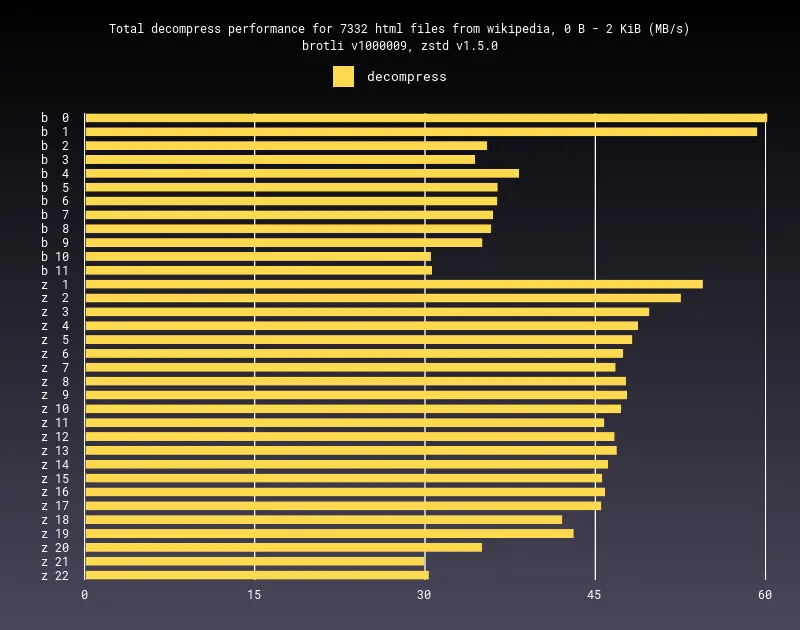 Total decompress performance for 7332 html files from wikipedia, 0 B - 2 KiB (MB/s)
brotli v1000009, zstd v1.5.0
decompress
b 0
b 1
b 2
b 3
b 4
b 5
b 6
b 7
b 8
b 9
b 10
b 11
z 1
z 2
z 3
z 4
z 5
z 6
z 7
z 8
z 9
z 10
z 11
z 12
z 13
z 14
z 15
z 16
z 17
z 18
z 19
z 20
z 21
z 22
0 15 30 45 60